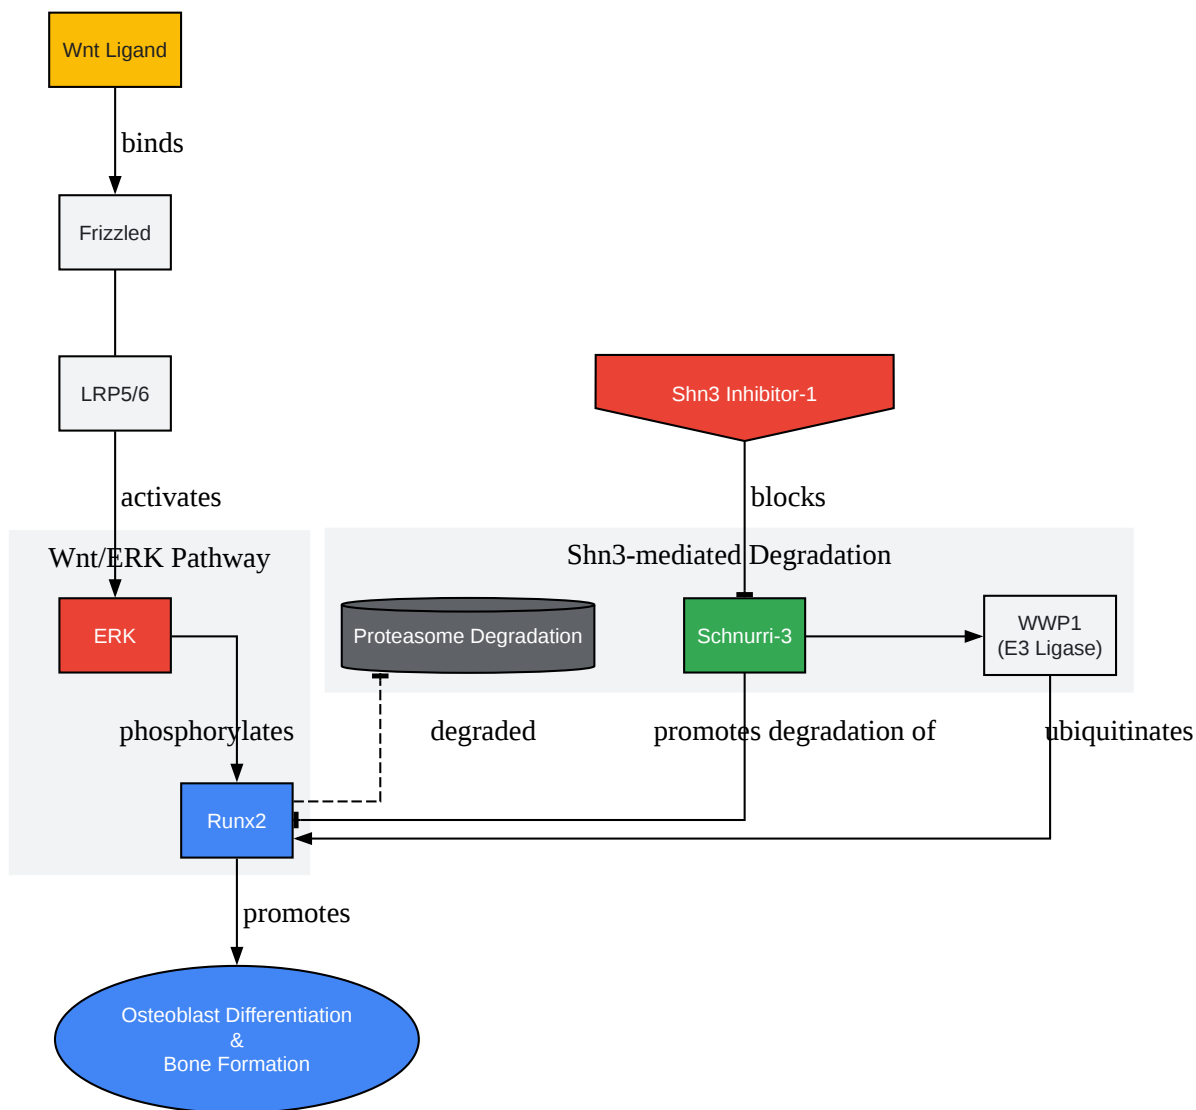 Wnt Ligand
binds
Frizzled
LRP5/6
Shn3 Inhibitor-1
activates
blocks
Wnt/ERK Pathway
Shn3-mediated Degradation
ERK
Proteasome Degradation
Schnurri-3
WWP1
(E3 Ligase)
phosphorylates
degraded
promotes degradation of
ubiquitinates
Runx2
promotes
Osteoblast Differentiation
&
Bone Formation